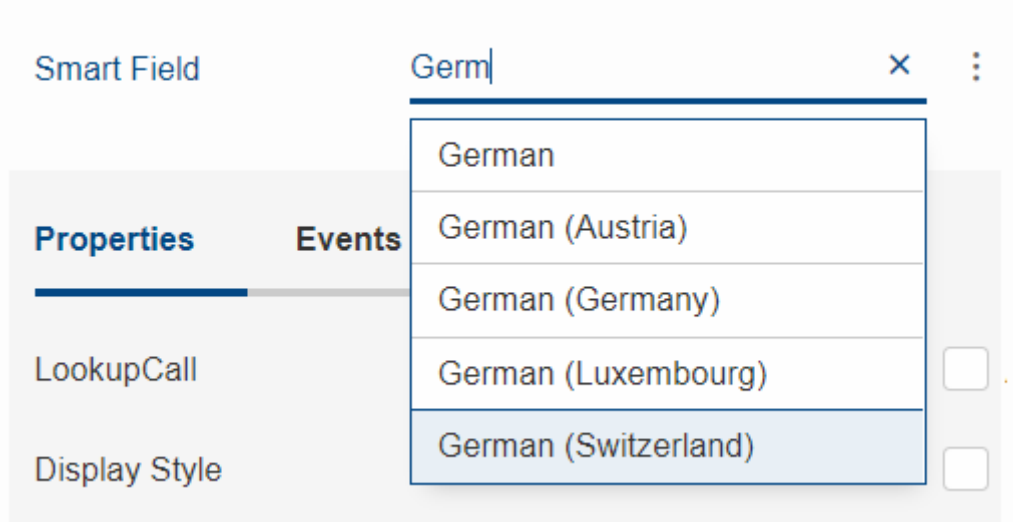 Smart Field Germ
German
German (Austria)
Properties Events
German (Germany)
LookupCall
German (Luxembourg)
German (Switzerland)
Display Style